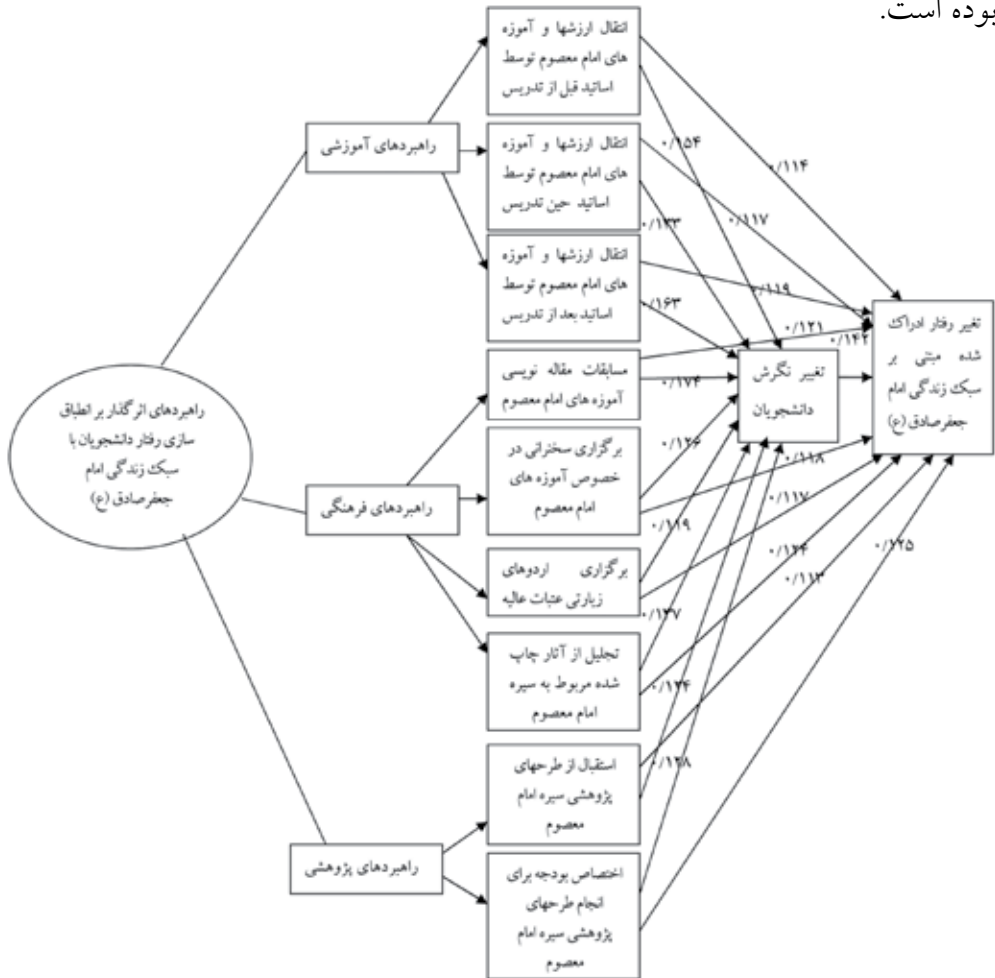 بوده است.
انتقال ارزشها و آموزه
های امام معصوم توسط
اساتید قبل از تدریس
راهبردهای آموزشی
انتقال ارزشها و آموزه
های امام معصوم توسط
اساتید حین تدریس
انتقال ارزشها و آموزه
های امام معصوم توسط
اساتید بعد از تدریس
۰/۱۱۴
۰/۱۵۴
۰/۱۱۷
۰/۱۳۳
۰/۱۱۹
۰/۱۶۳
۰/۱۲۱
۰/۱۴۲
۰/۱۷۴
تغییر رفتار ادراک
شده مبتنی بر
سبک زندگی امام
جعفرصادق (ع)
تغییر نگرش
دانشجویان
مسابقات مقاله نویسی
آموزه های امام معصوم
راهبردهای اثرگذار بر انطباق
سازی رفتار دانشجویان با
سبک زندگی امام
جعفرصادق (ع)
راهبردهای فرهنگی
برگزاری سخنرانی در
خصوص آموزه های
امام معصوم
۰/۱۲۶
۰/۱۱۸
۰/۱۱۷
۰/۱۱۹
۰/۱۲۴
۰/۱۲۵
۰/۱۱۳
برگزاری اردوهای
زیارتی عتبات عالیه
۰/۱۳۷
تجلیل از آثار چاپ
شده مربوط به سیره
امام معصوم
۰/۱۳۴
استقبال از طرحهای
پژوهشی سیره امام
معصوم
۰/۱۲۸
راهبردهای پژوهشی
اختصاص بودجه برای
انجام طرحهای
پژوهشی سیره امام
معصوم